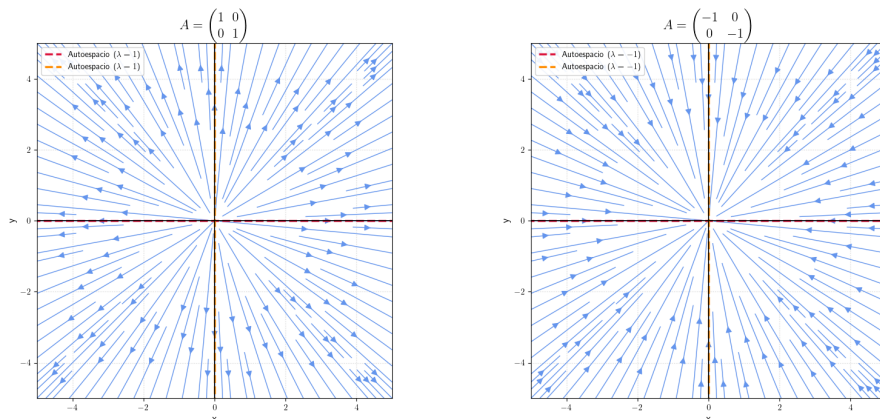 A = (1 0
0 1)
Autoespacio (λ = 1)
Autoespacio (λ = 1)
4
2
0
−2
−4
y
−4 −2 0 2 4
x
A = (−1 0
0 −1)
Autoespacio (λ = −1)
Autoespacio (λ = −1)
4
2
0
−2
−4
y
−4 −2 0 2 4
x